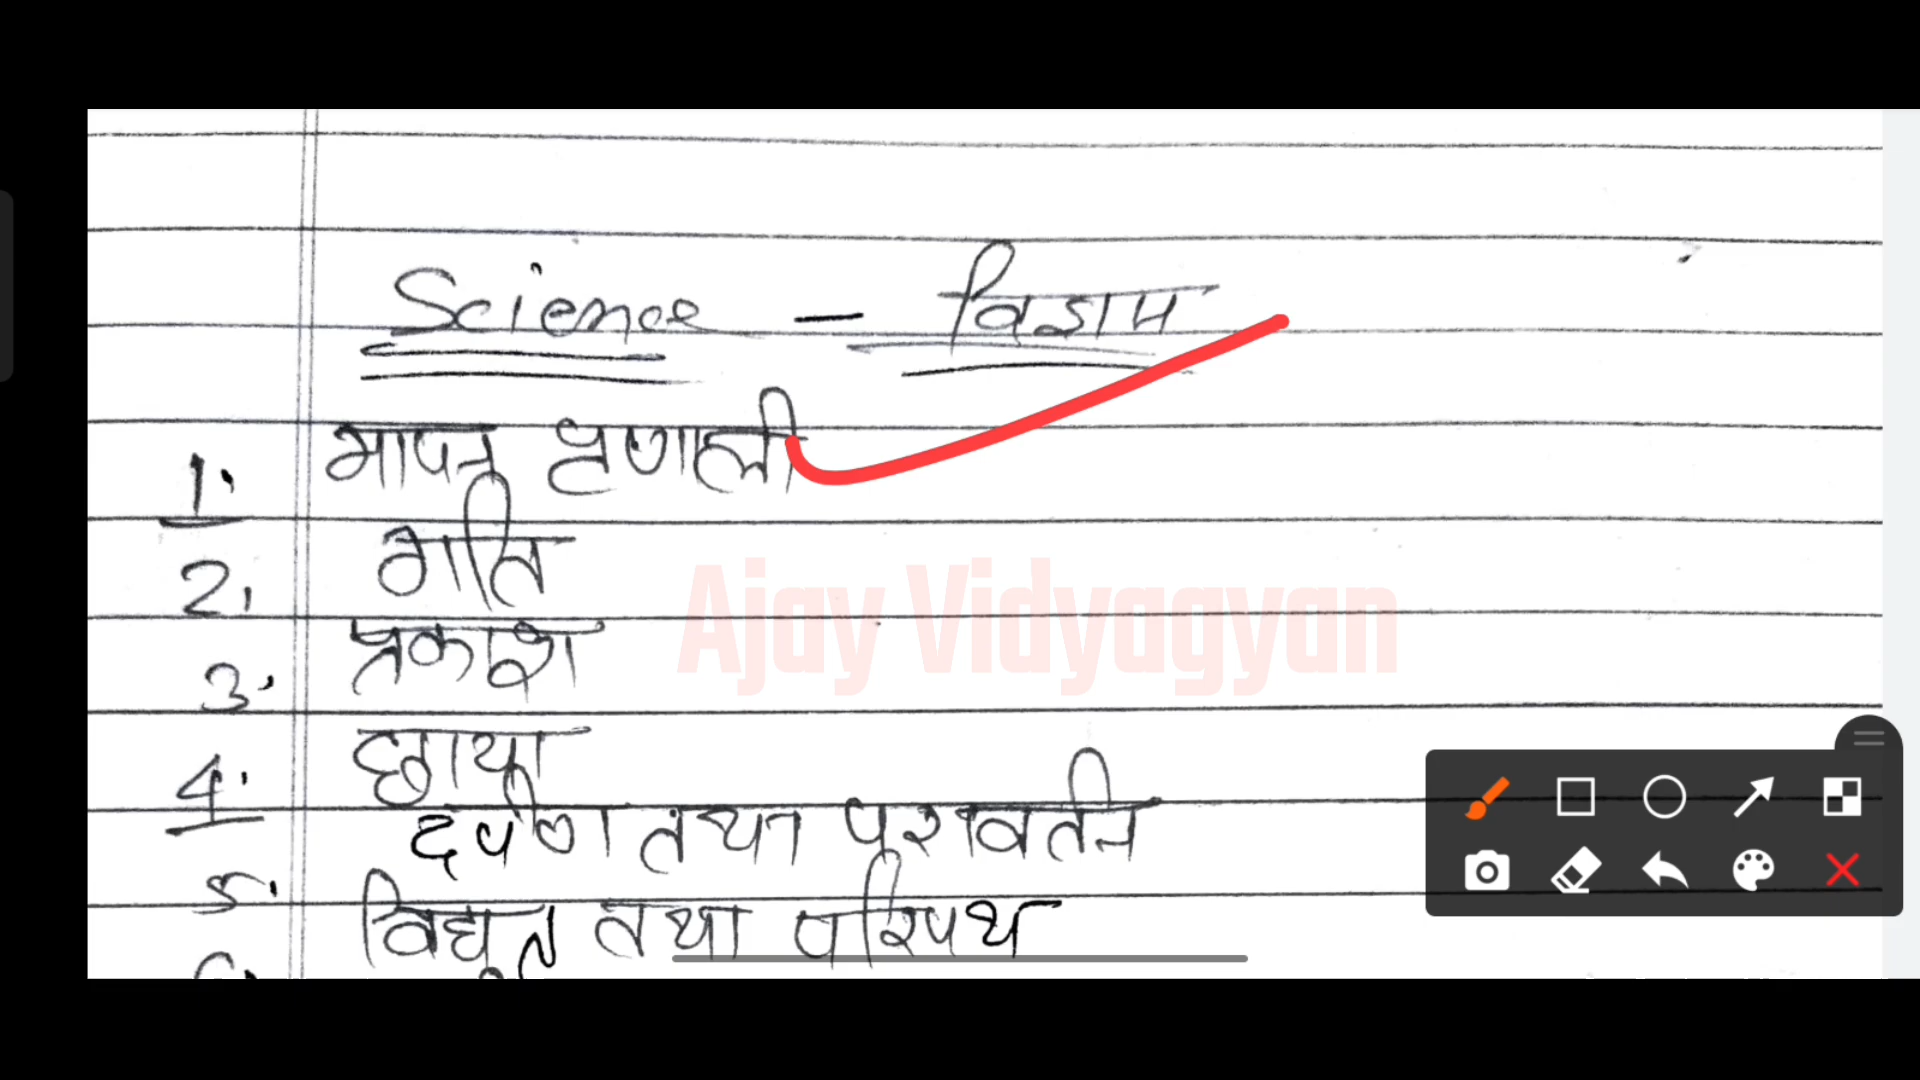 Science - विज्ञान
1. मापन प्रणाली
2. गति
3. प्रकाश
4. छाया
5. दर्पण तथा परावर्तन
6. विद्युत तथा परिपथ
Ajay Vidyagyan